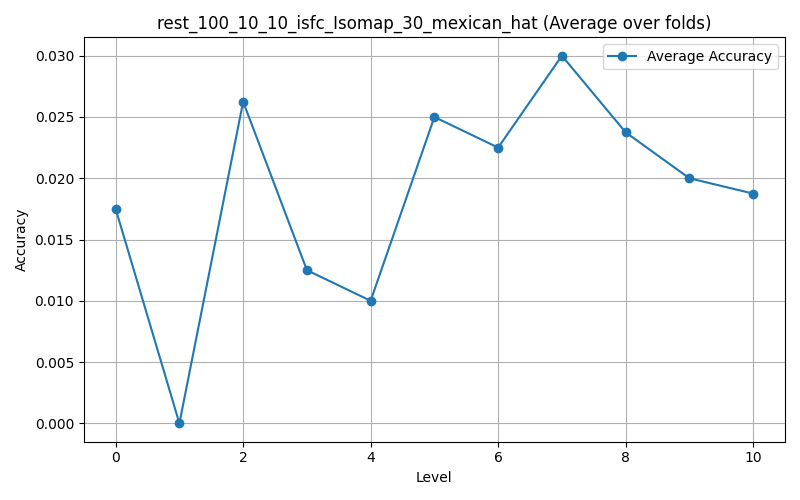 rest_100_10_10_isfc_Isomap_30_mexican_hat (Average over folds)
Average Accuracy
0.030
0.025
0.020
0.015
0.010
0.005
0.000
Accuracy
0 2 4 6 8 10
Level